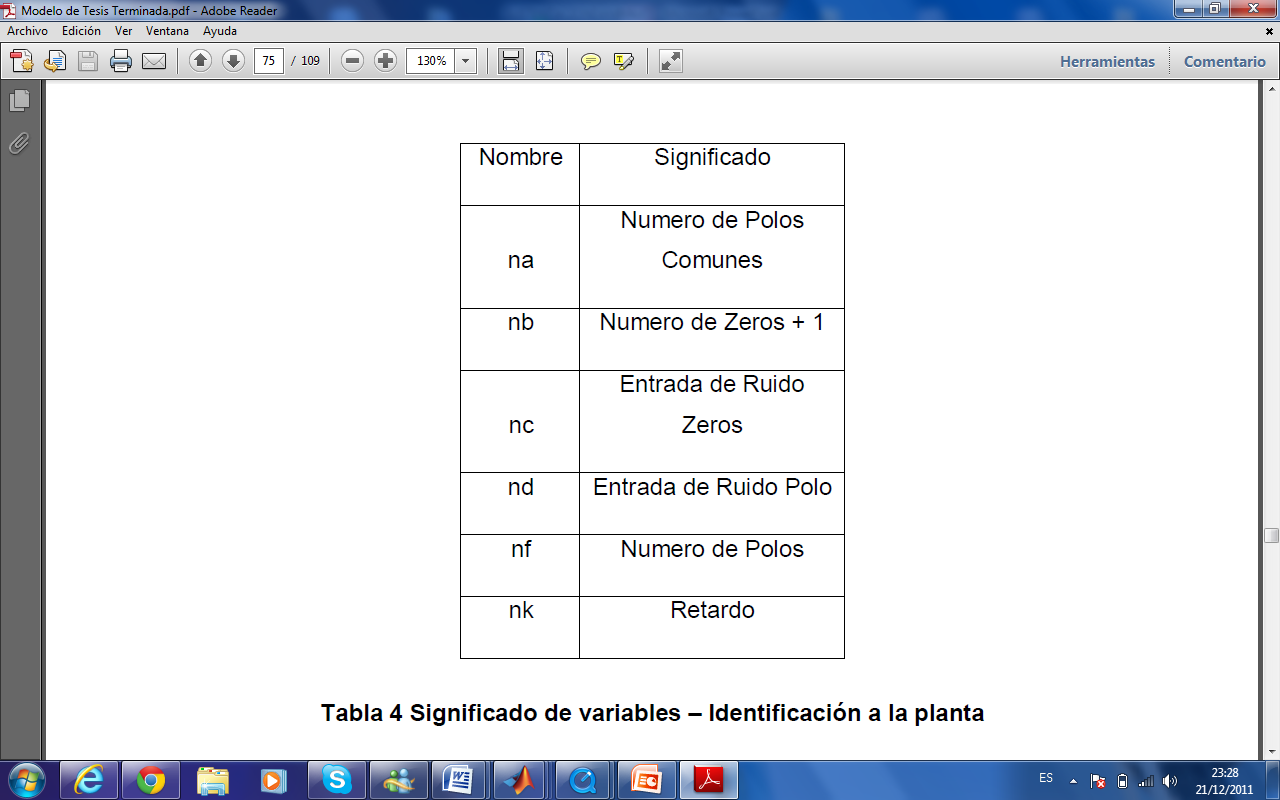 Modelo de Tesis Terminada.pdf - Adobe Reader
Archivo Edición Ver Ventana Ayuda
75 / 109 130% Herramientas Comentario
Nombre Significado
na Numero de Polos
Comunes
nb Numero de Zeros + 1
nc Entrada de Ruido
Zeros
nd Entrada de Ruido Polo
nf Numero de Polos
nk Retardo
Tabla 4 Significado de variables – Identificación a la planta
ES 23:28
21/12/2011